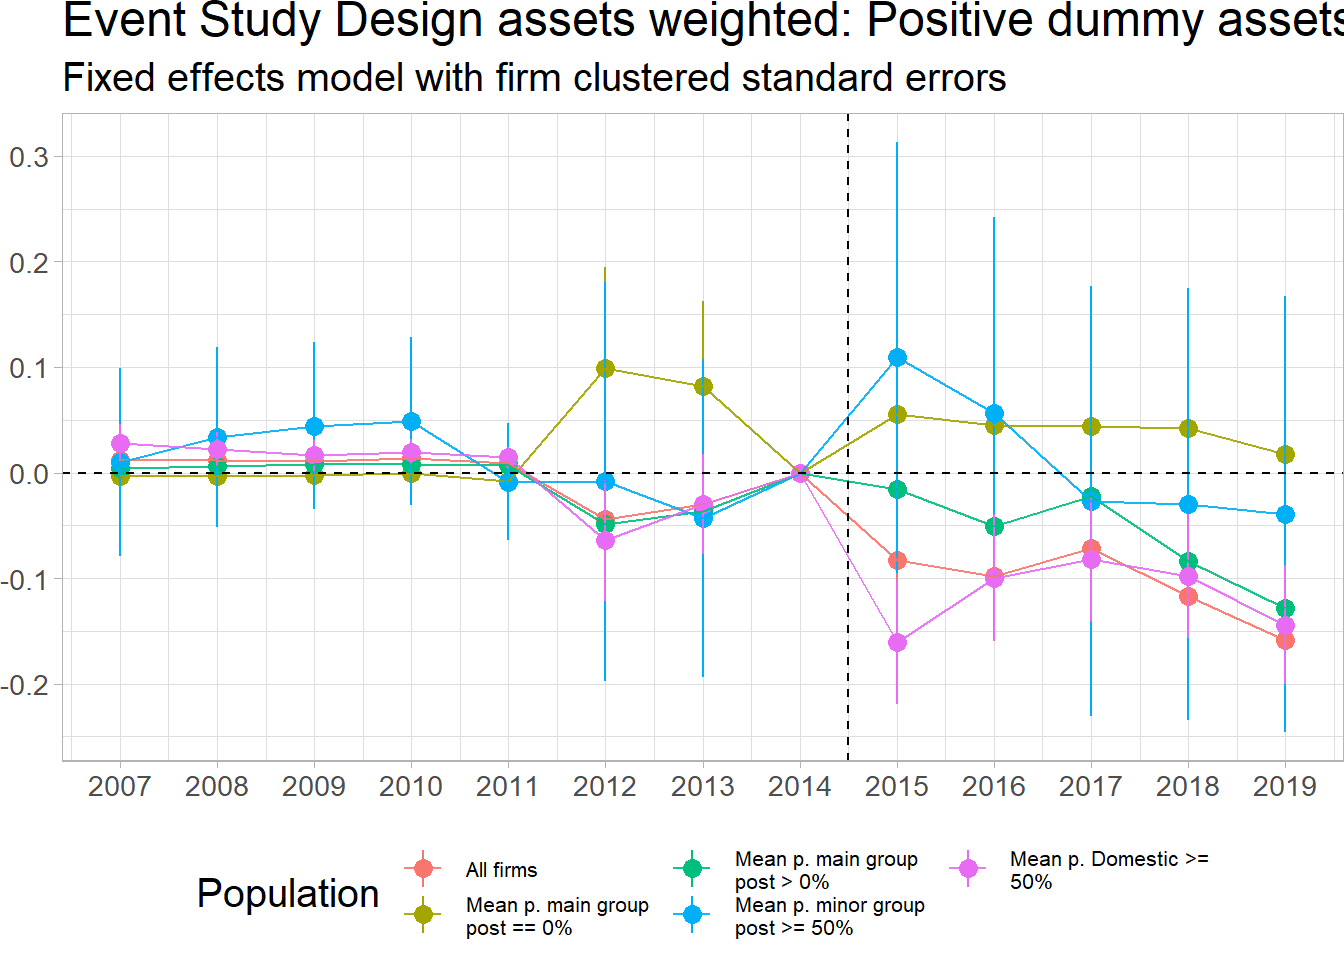 Event Study Design assets weighted: Positive dummy assets
Fixed effects model with firm clustered standard errors
0.3
0.2
0.1
0.0
-0.1
-0.2
2007 2008 2009 2010 2011 2012 2013 2014 2015 2016 2017 2018 2019
Population
All firms
Mean p. main group
post == 0%
Mean p. main group
post > 0%
Mean p. minor group
post >= 50%
Mean p. Domestic >=
50%